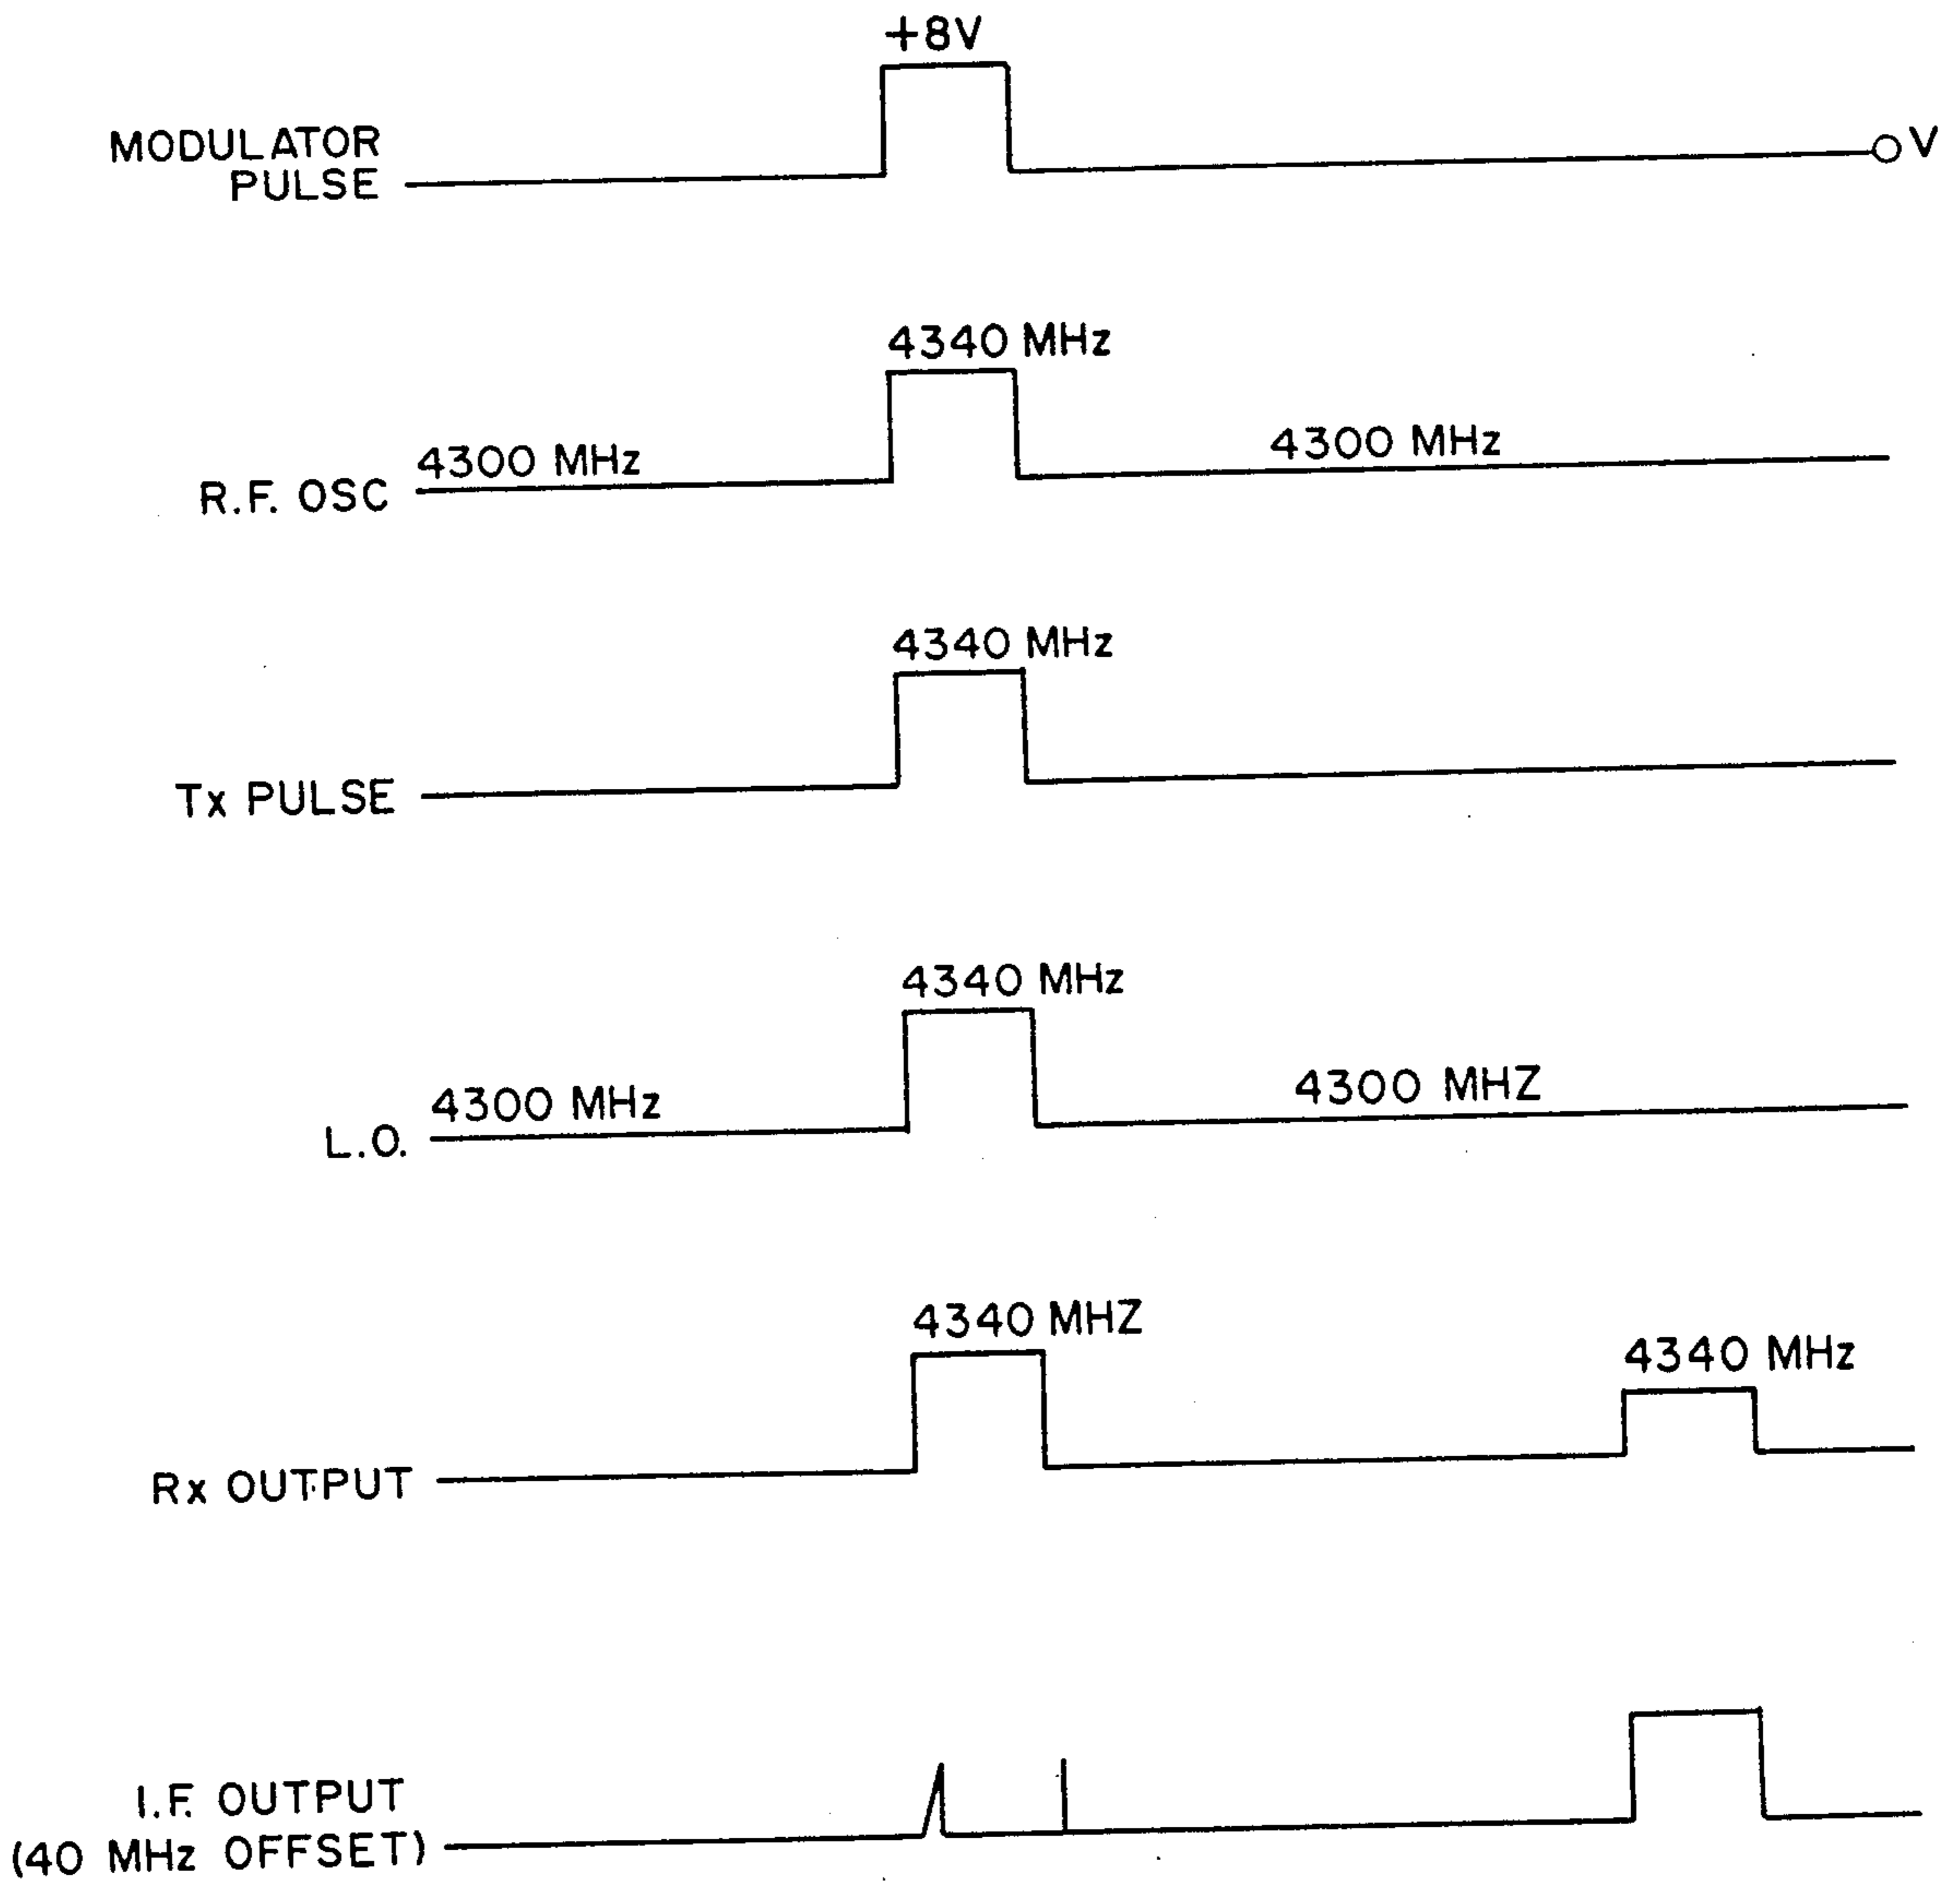 +8V
MODULATOR
PULSE
O V
4340 MHz
4300 MHz
4300 MHz
R.F. OSC
4340 MHz
Tx PULSE
4340 MHz
4300 MHz
4300 MHZ
L.O.
4340 MHZ
4340 MHz
Rx OUTPUT
I.F. OUTPUT
(40 MHz OFFSET)